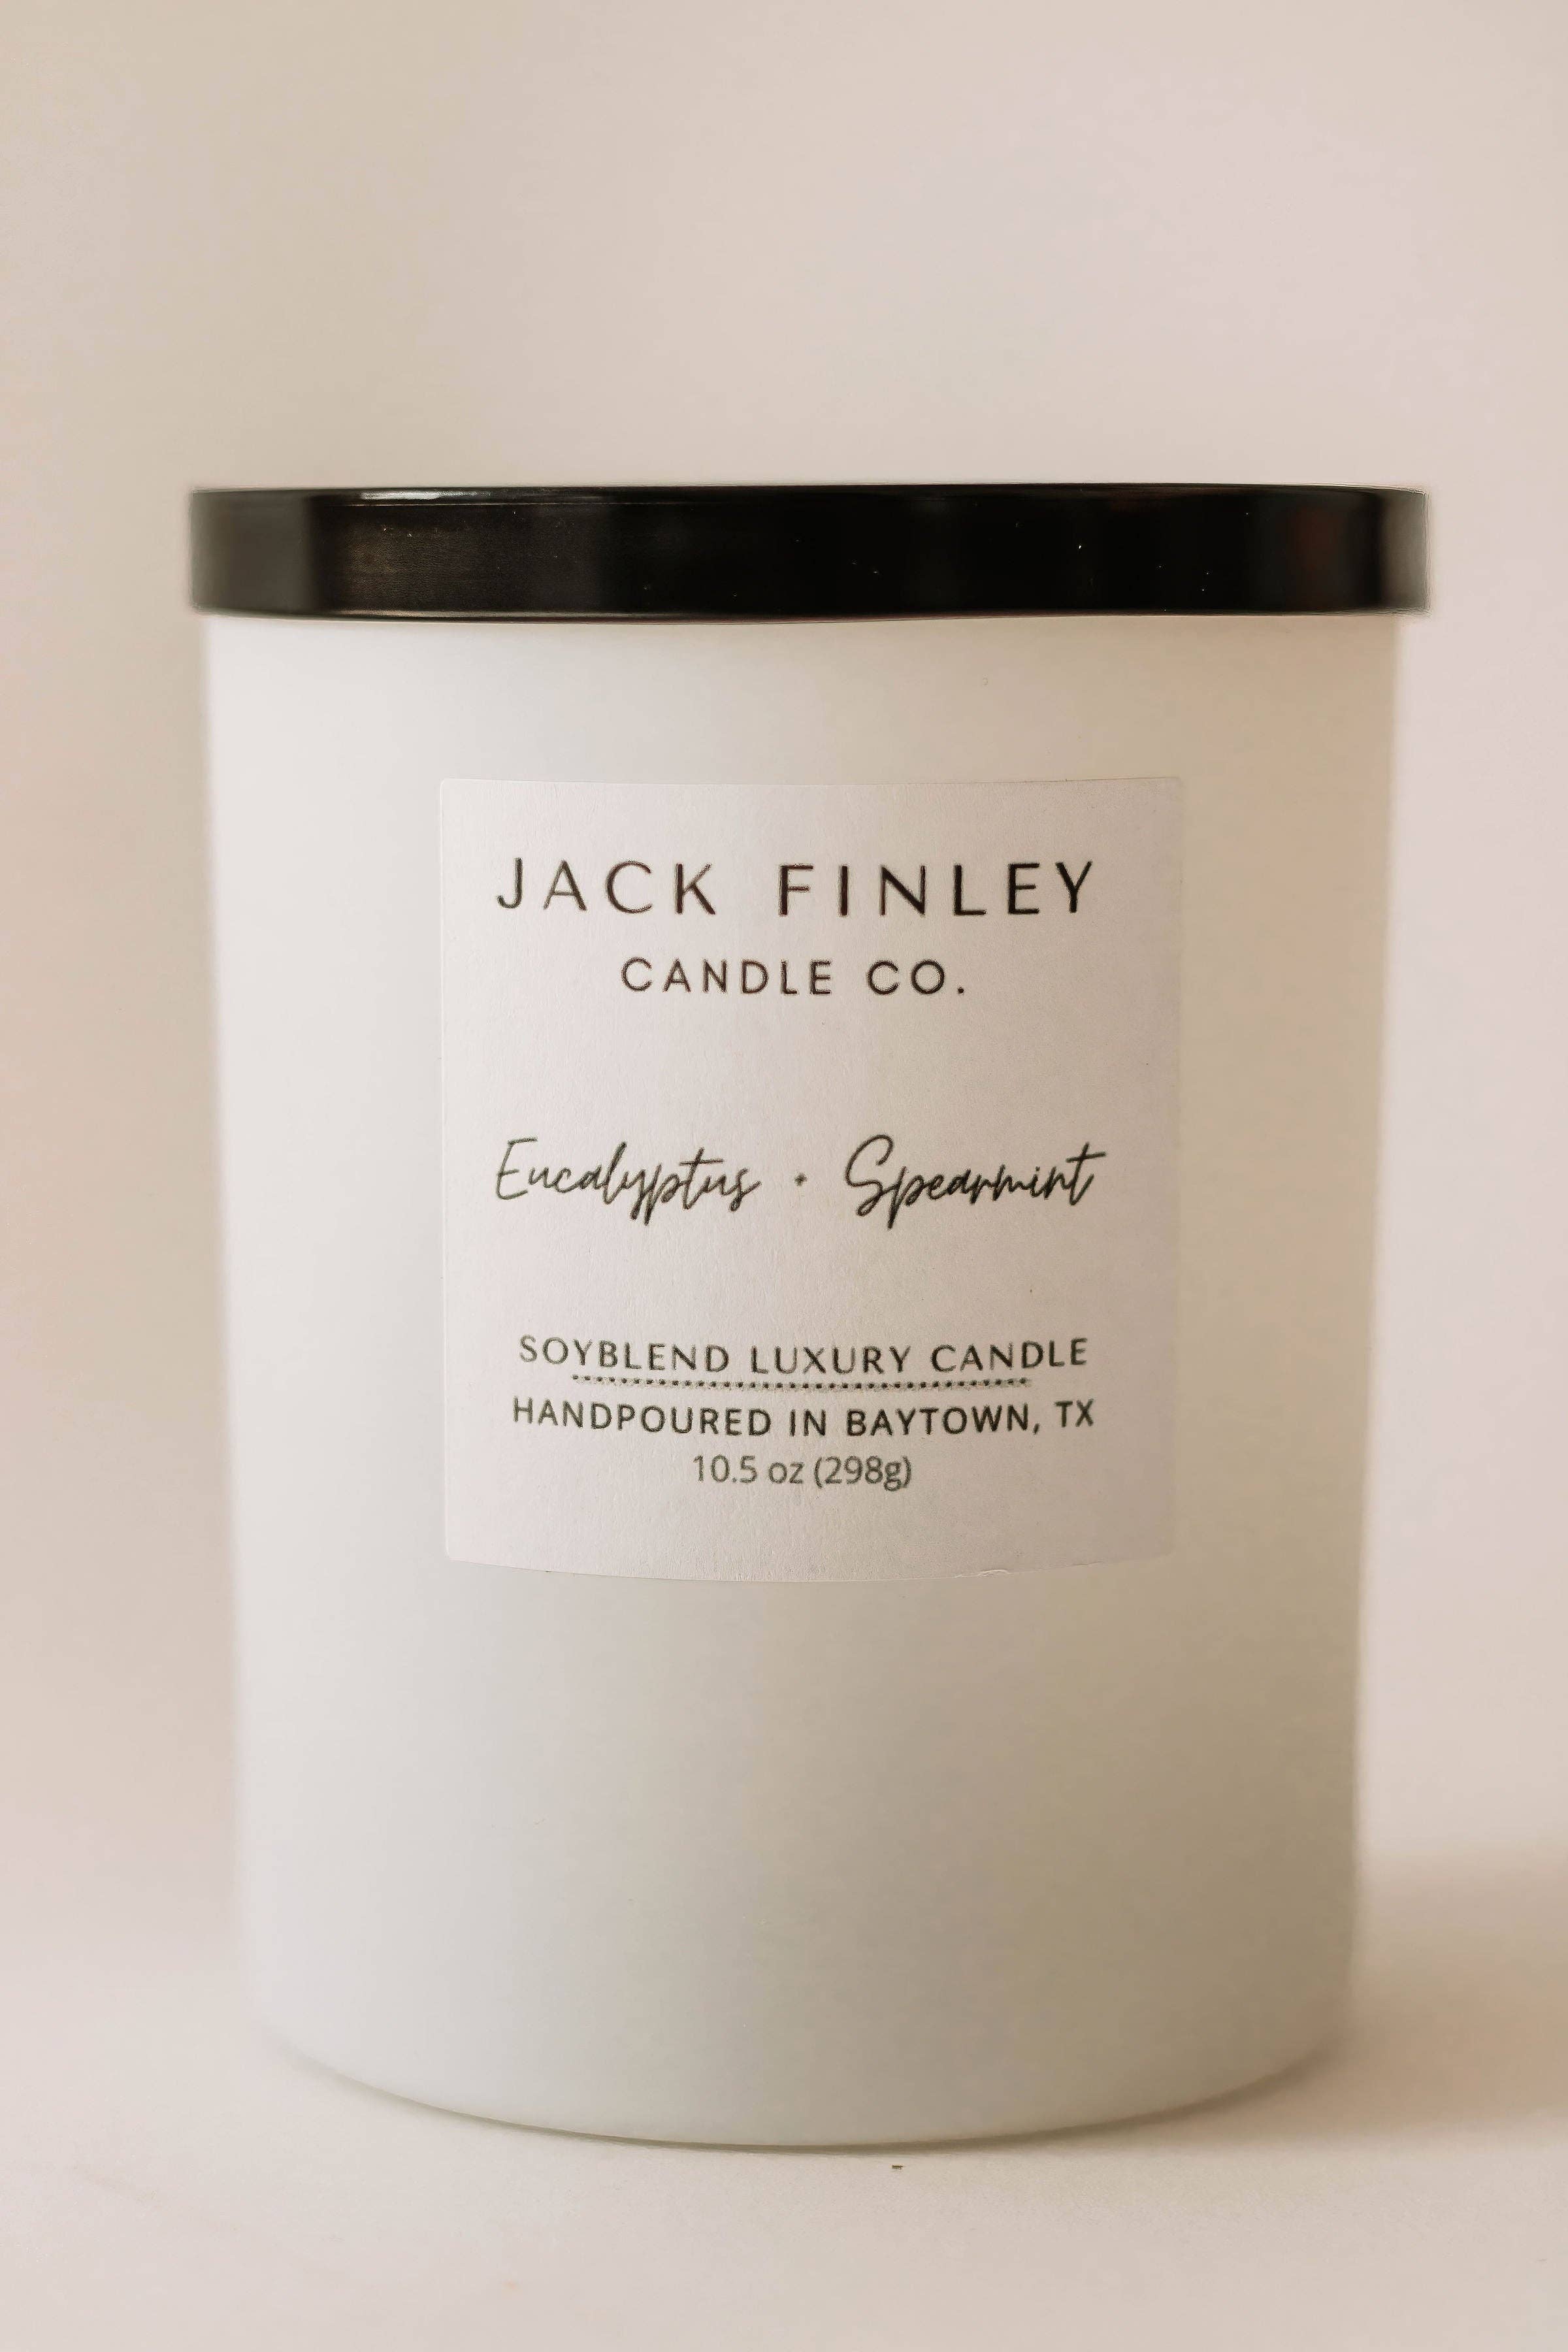 JACK FINLEY
CANDLE CO.
Eucalyptus · Spearmint
SOYBLEND LUXURY CANDLE
HANDPOURED IN BAYTOWN, TX
10.5 oz (298g)